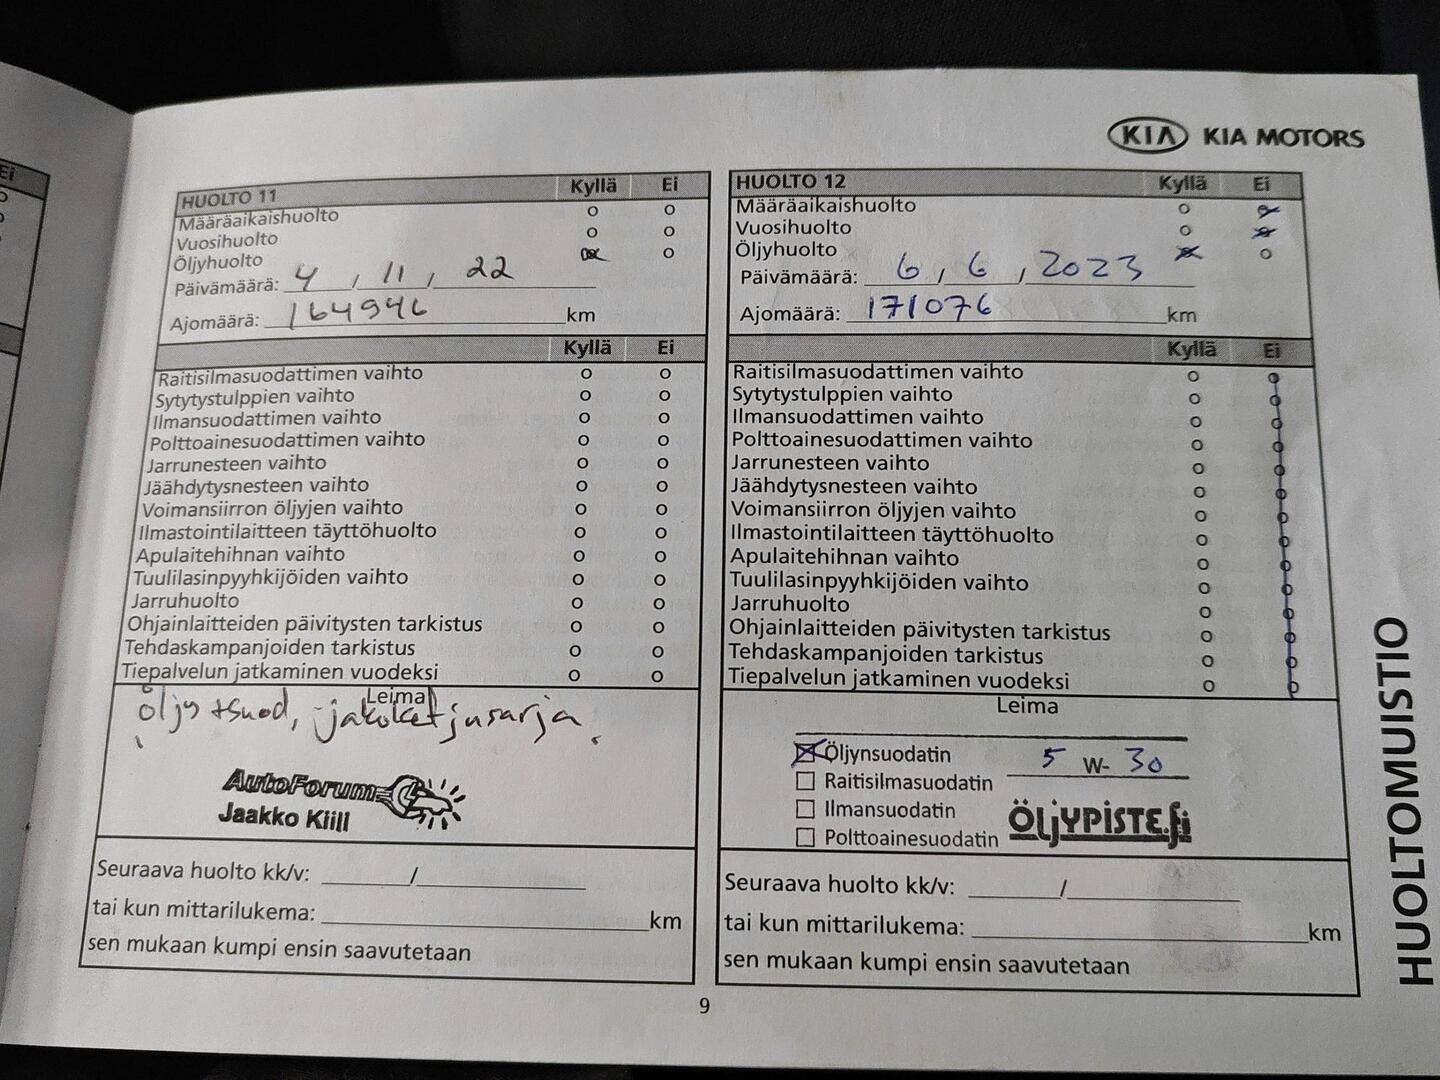 Ei
KIA KIA MOTORS
HUOLTO 11 Kyllä Ei
Määräaikaishuolto
Vuosihuolto
Öljyhuolto
Päivämäärä: 4, 11, 22
Ajomäärä: 164946 km
Kyllä Ei
Raitisilmasuodattimen vaihto
Sytytystulppien vaihto
Ilmansuodattimen vaihto
Polttoainesuodattimen vaihto
Jarrunesteen vaihto
Jäähdytysnesteen vaihto
Voimansiirron öljyjen vaihto
Ilmastointilaitteen täyttöhuolto
Apulaitehihnan vaihto
Tuulilasinpyyhkijöiden vaihto
Jarruhuolto
Ohjainlaitteiden päivitysten tarkistus
Tehdaskampanjoiden tarkistus
Tiepalvelun jatkaminen vuodeksi
Leima
öljy +suod, jakoketjusarja
AutoForum
Jaakko Kiili
Seuraava huolto kk/v: /
tai kun mittarilukema: km
sen mukaan kumpi ensin saavutetaan
HUOLTO 12 Kyllä Ei
Määräaikaishuolto
Vuosihuolto
Öljyhuolto
Päivämäärä: 6, 6, 2023
Ajomäärä: 171076 km
Kyllä Ei
Raitisilmasuodattimen vaihto
Sytytystulppien vaihto
Ilmansuodattimen vaihto
Polttoainesuodattimen vaihto
Jarrunesteen vaihto
Jäähdytysnesteen vaihto
Voimansiirron öljyjen vaihto
Ilmastointilaitteen täyttöhuolto
Apulaitehihnan vaihto
Tuulilasinpyyhkijöiden vaihto
Jarruhuolto
Ohjainlaitteiden päivitysten tarkistus
Tehdaskampanjoiden tarkistus
Tiepalvelun jatkaminen vuodeksi
Leima
Öljynsuodatin 5 W- 30
Raitisilmasuodatin
Ilmansuodatin
Polttoainesuodatin
ÖLJYPISTE.fi
Seuraava huolto kk/v: /
tai kun mittarilukema: km
sen mukaan kumpi ensin saavutetaan
9
HUOLTOMUISTIO